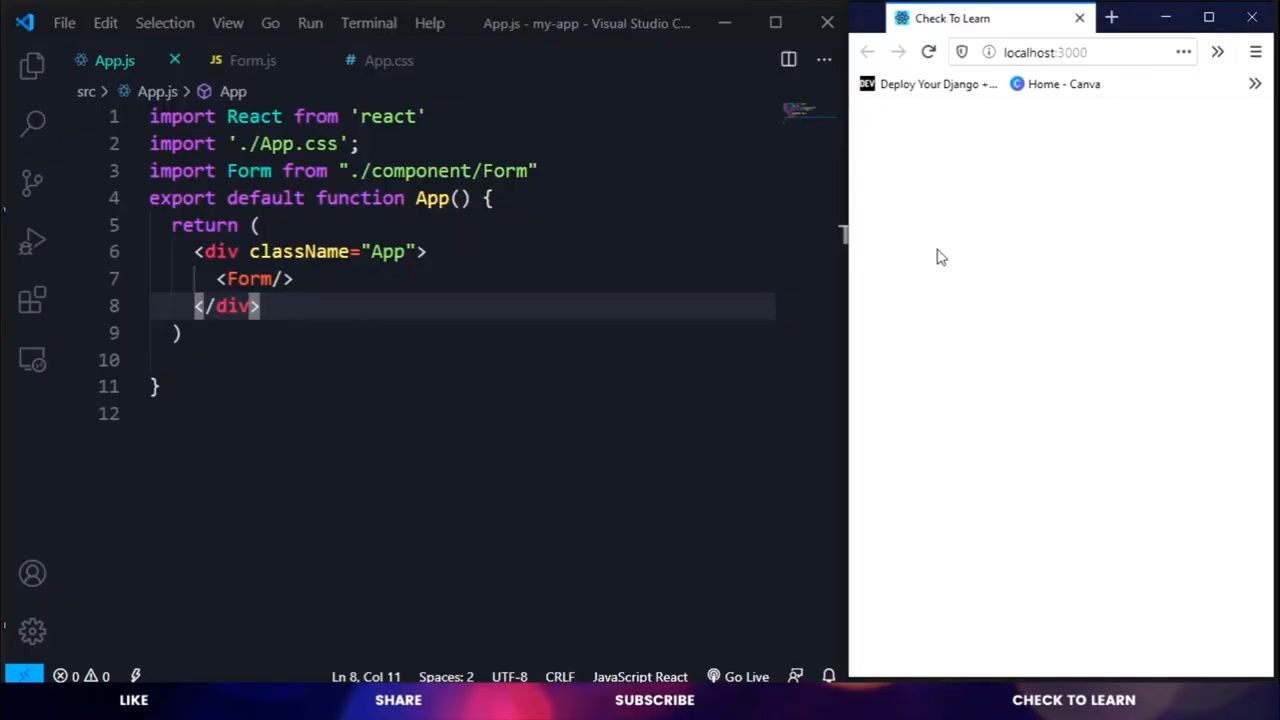 File Edit Selection View Go Run Terminal Help App.js - my-app - Visual Studio C...
App.js JS Form.js # App.css
src > App.js > App
1 import React from 'react'
2 import './App.css';
3 import Form from "./component/Form"
4 export default function App() {
5 return (
6 <div className="App">
7 <Form/>
8 </div>
9 )
10
11 }
12
0 0 Ln 8, Col 11 Spaces: 2 UTF-8 CRLF JavaScript React Go Live
Check To Learn
localhost:3000
DEV Deploy Your Django +... C Home - Canva
T
LIKE SHARE SUBSCRIBE CHECK TO LEARN